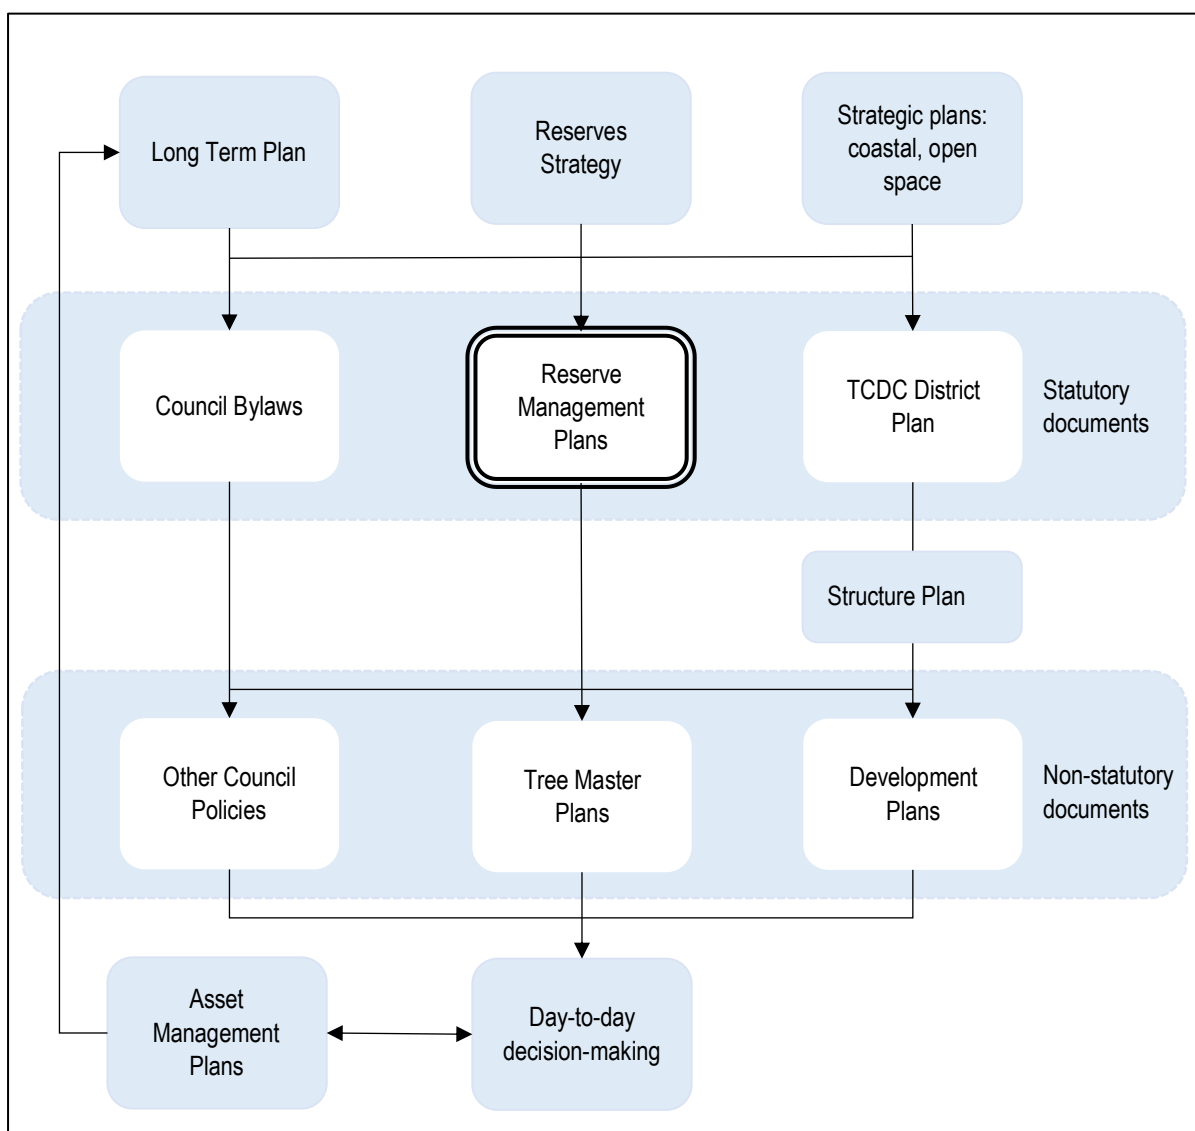 Long Term Plan
Reserves
Strategy
Strategic plans:
coastal, open
space
Council Bylaws
Reserve
Management
Plans
TCDC District
Plan
Statutory
documents
Structure Plan
Other Council
Policies
Tree Master
Plans
Development
Plans
Non-statutory
documents
Asset
Management
Plans
Day-to-day
decision-making